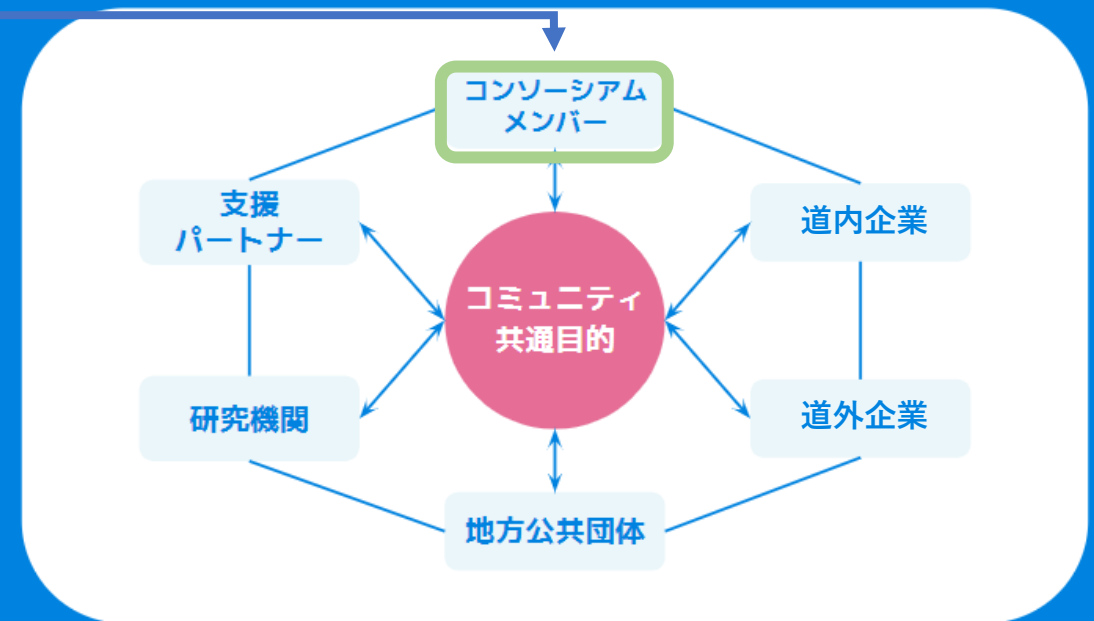 コンソーシアム
メンバー
支援
パートナー
道内企業
コミュニティ
共通目的
研究機関
道外企業
地方公共団体